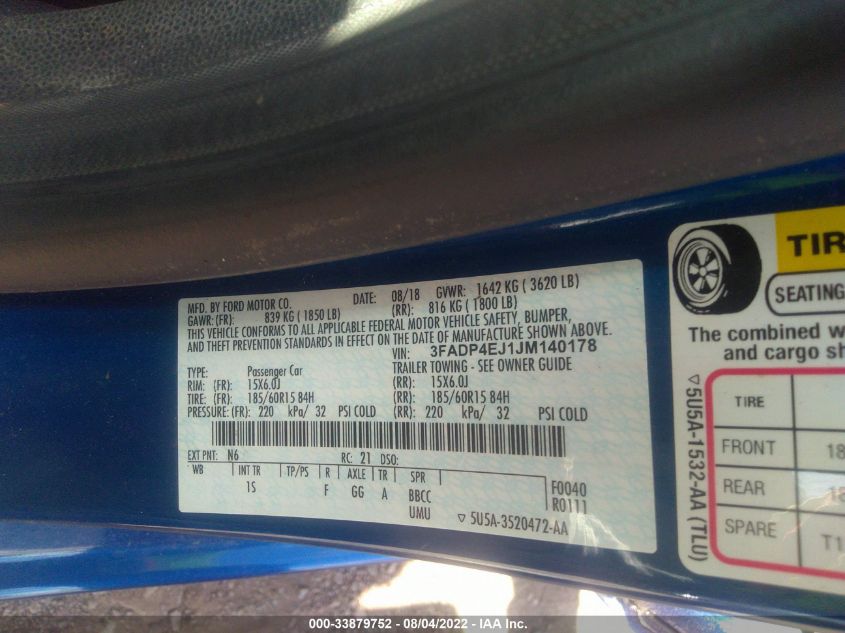 MFD. BY FORD MOTOR CO.
DATE: 08/18 GVWR: 1642 KG ( 3620 LB)
GAWR: (FR): 839 KG ( 1850 LB) (RR): 816 KG ( 1800 LB)
THIS VEHICLE CONFORMS TO ALL APPLICABLE FEDERAL MOTOR VEHICLE SAFETY, BUMPER,
AND THEFT PREVENTION STANDARDS IN EFFECT ON THE DATE OF MANUFACTURE SHOWN ABOVE.
VIN: 3FADP4EJ1JM140178
TYPE: Passenger Car TRAILER TOWING - SEE OWNER GUIDE
RIM: (FR) 15X6.0J (RR): 15X6.0J
TIRE: (FR) 185/60R15 84H (RR): 185/60R15 84H
PRESSURE: (FR) 220 kPa/ 32 PSI COLD (RR): 220 kPa/ 32 PSI COLD
EXT PNT: N6 RC: 21 DSO:
WB INT TR TP/PS R AXLE TR SPR
1S F GG A BBCC F0040
UMU R0111
▽ 5U5A-3520472-AA
TIR
SEATING
The combined w
and cargo sh
▽ 5U5A-1532-AA (TLU)
TIRE
FRONT 18
REAR 18
SPARE T1
000-33879752 - 08/04/2022 - IAA Inc.